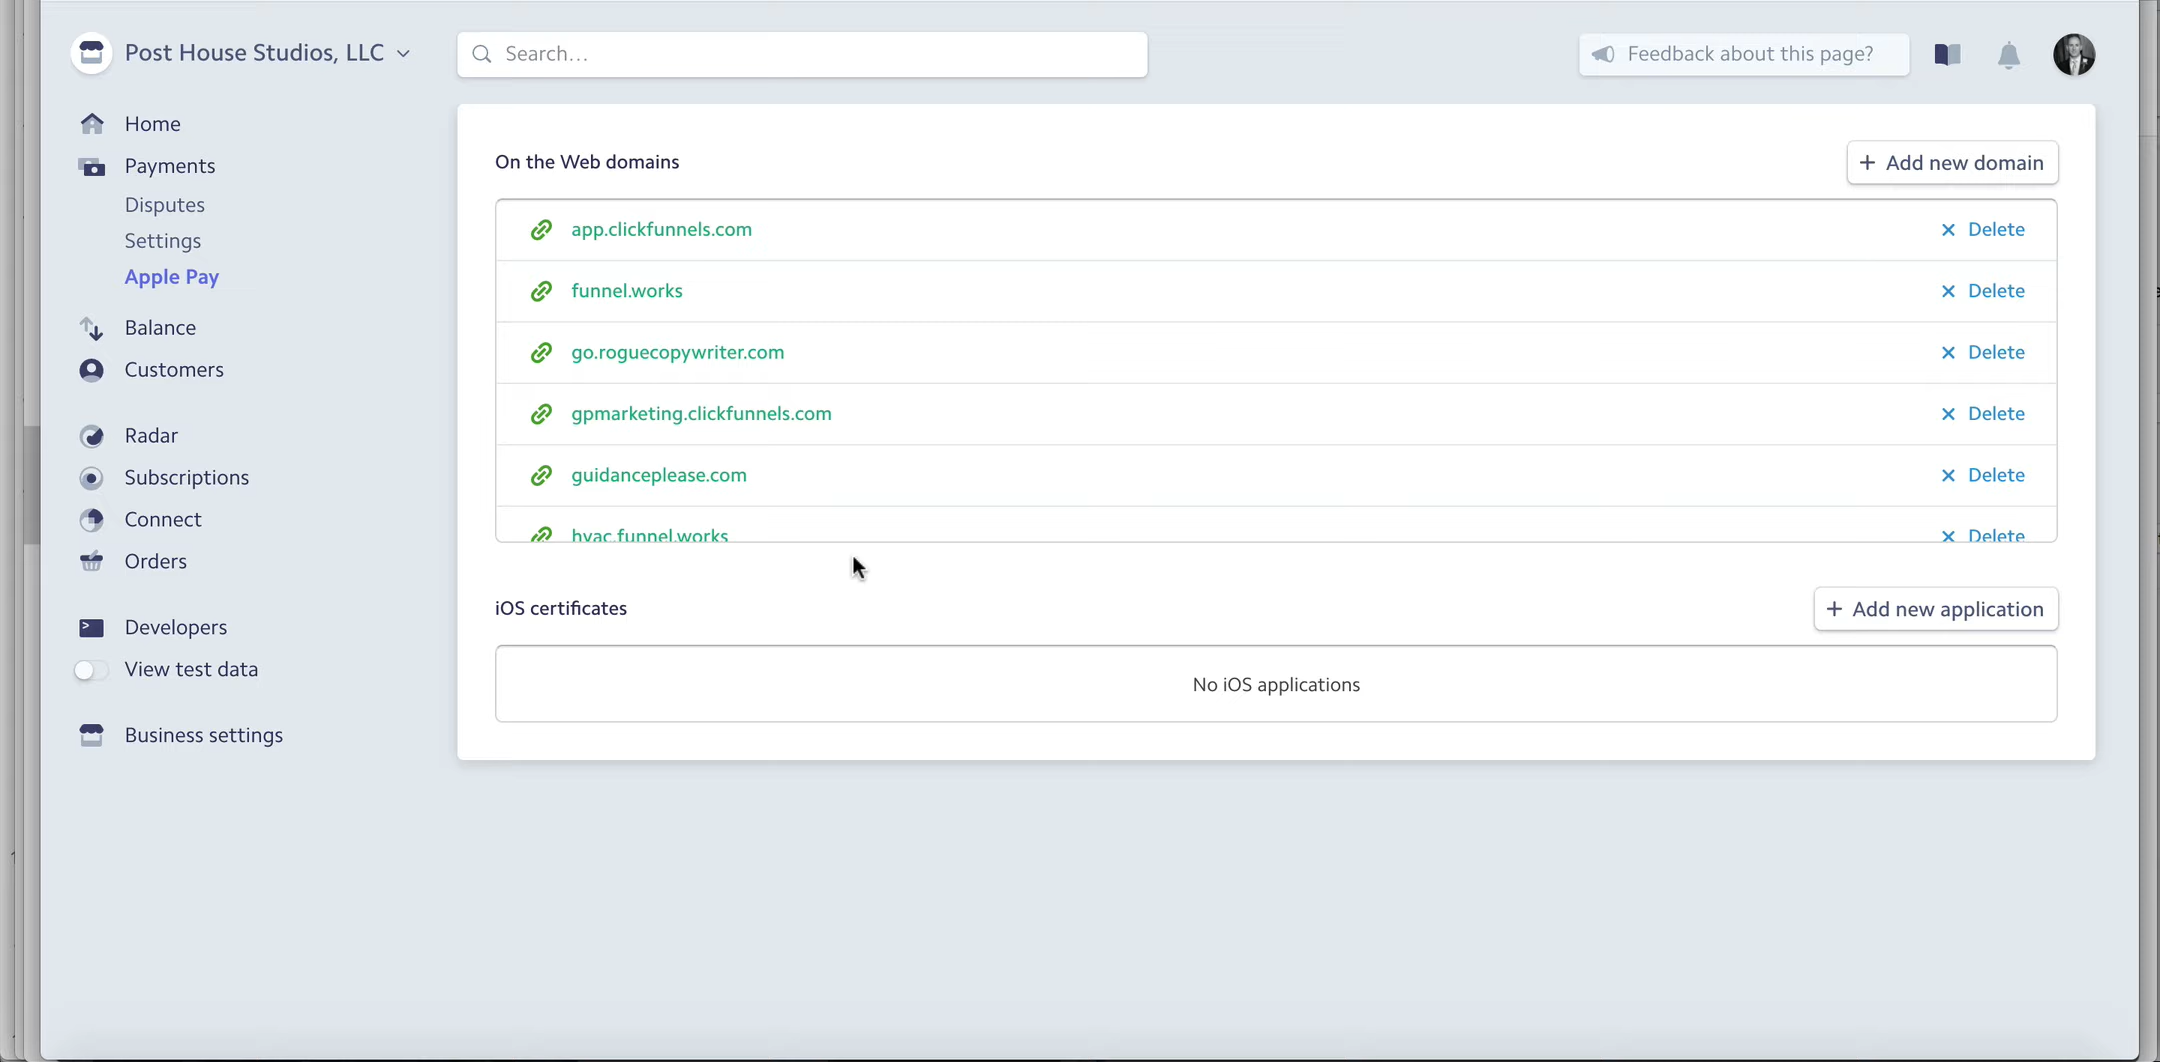 Post House Studios, LLC
Search...
Feedback about this page?
Home
Payments
Disputes
Settings
Apple Pay
Balance
Customers
Radar
Subscriptions
Connect
Orders
Developers
View test data
Business settings
On the Web domains
+ Add new domain
app.clickfunnels.com × Delete
funnel.works × Delete
go.roguecopywriter.com × Delete
gpmarketing.clickfunnels.com × Delete
guidanceplease.com × Delete
hvac.funnel.works × Delete
iOS certificates
+ Add new application
No iOS applications